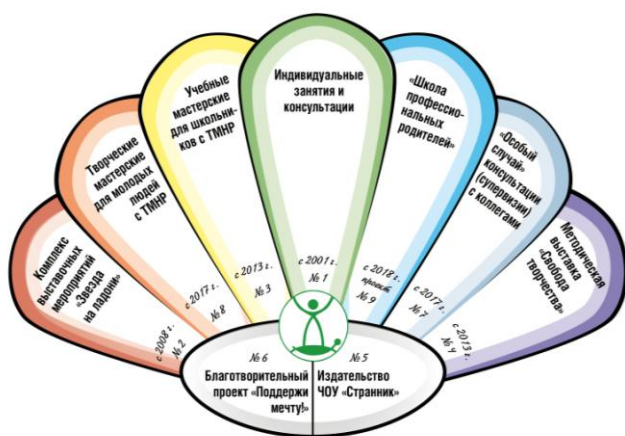 Комплекс
выставочных
мероприятий
«Звезда
на ладони»
с 2008 г.
№ 2
Творческие
мастерские
для молодых
людей
с ТМНР
с 2017 г.
№ 8
Учебные
мастерские
для школьни-
ков с ТМНР
с 2013 г.
№ 3
Индивидуальные
занятия и
консультации
с 2001 г.
№ 1
«Школа
профессио-
нальных
родителей»
с 2018 г.
проект
№ 9
«Особый
случай»
консультации
(супервизии)
с коллегами
с 2017 г.
№ 7
Методическая
выставка
«Свобода
творчества»
с 2013 г.
№ 4
№ 6
Благотворительный
проект «Поддержи
мечту!»
№ 5
Издательство
ЧОУ «Странник»